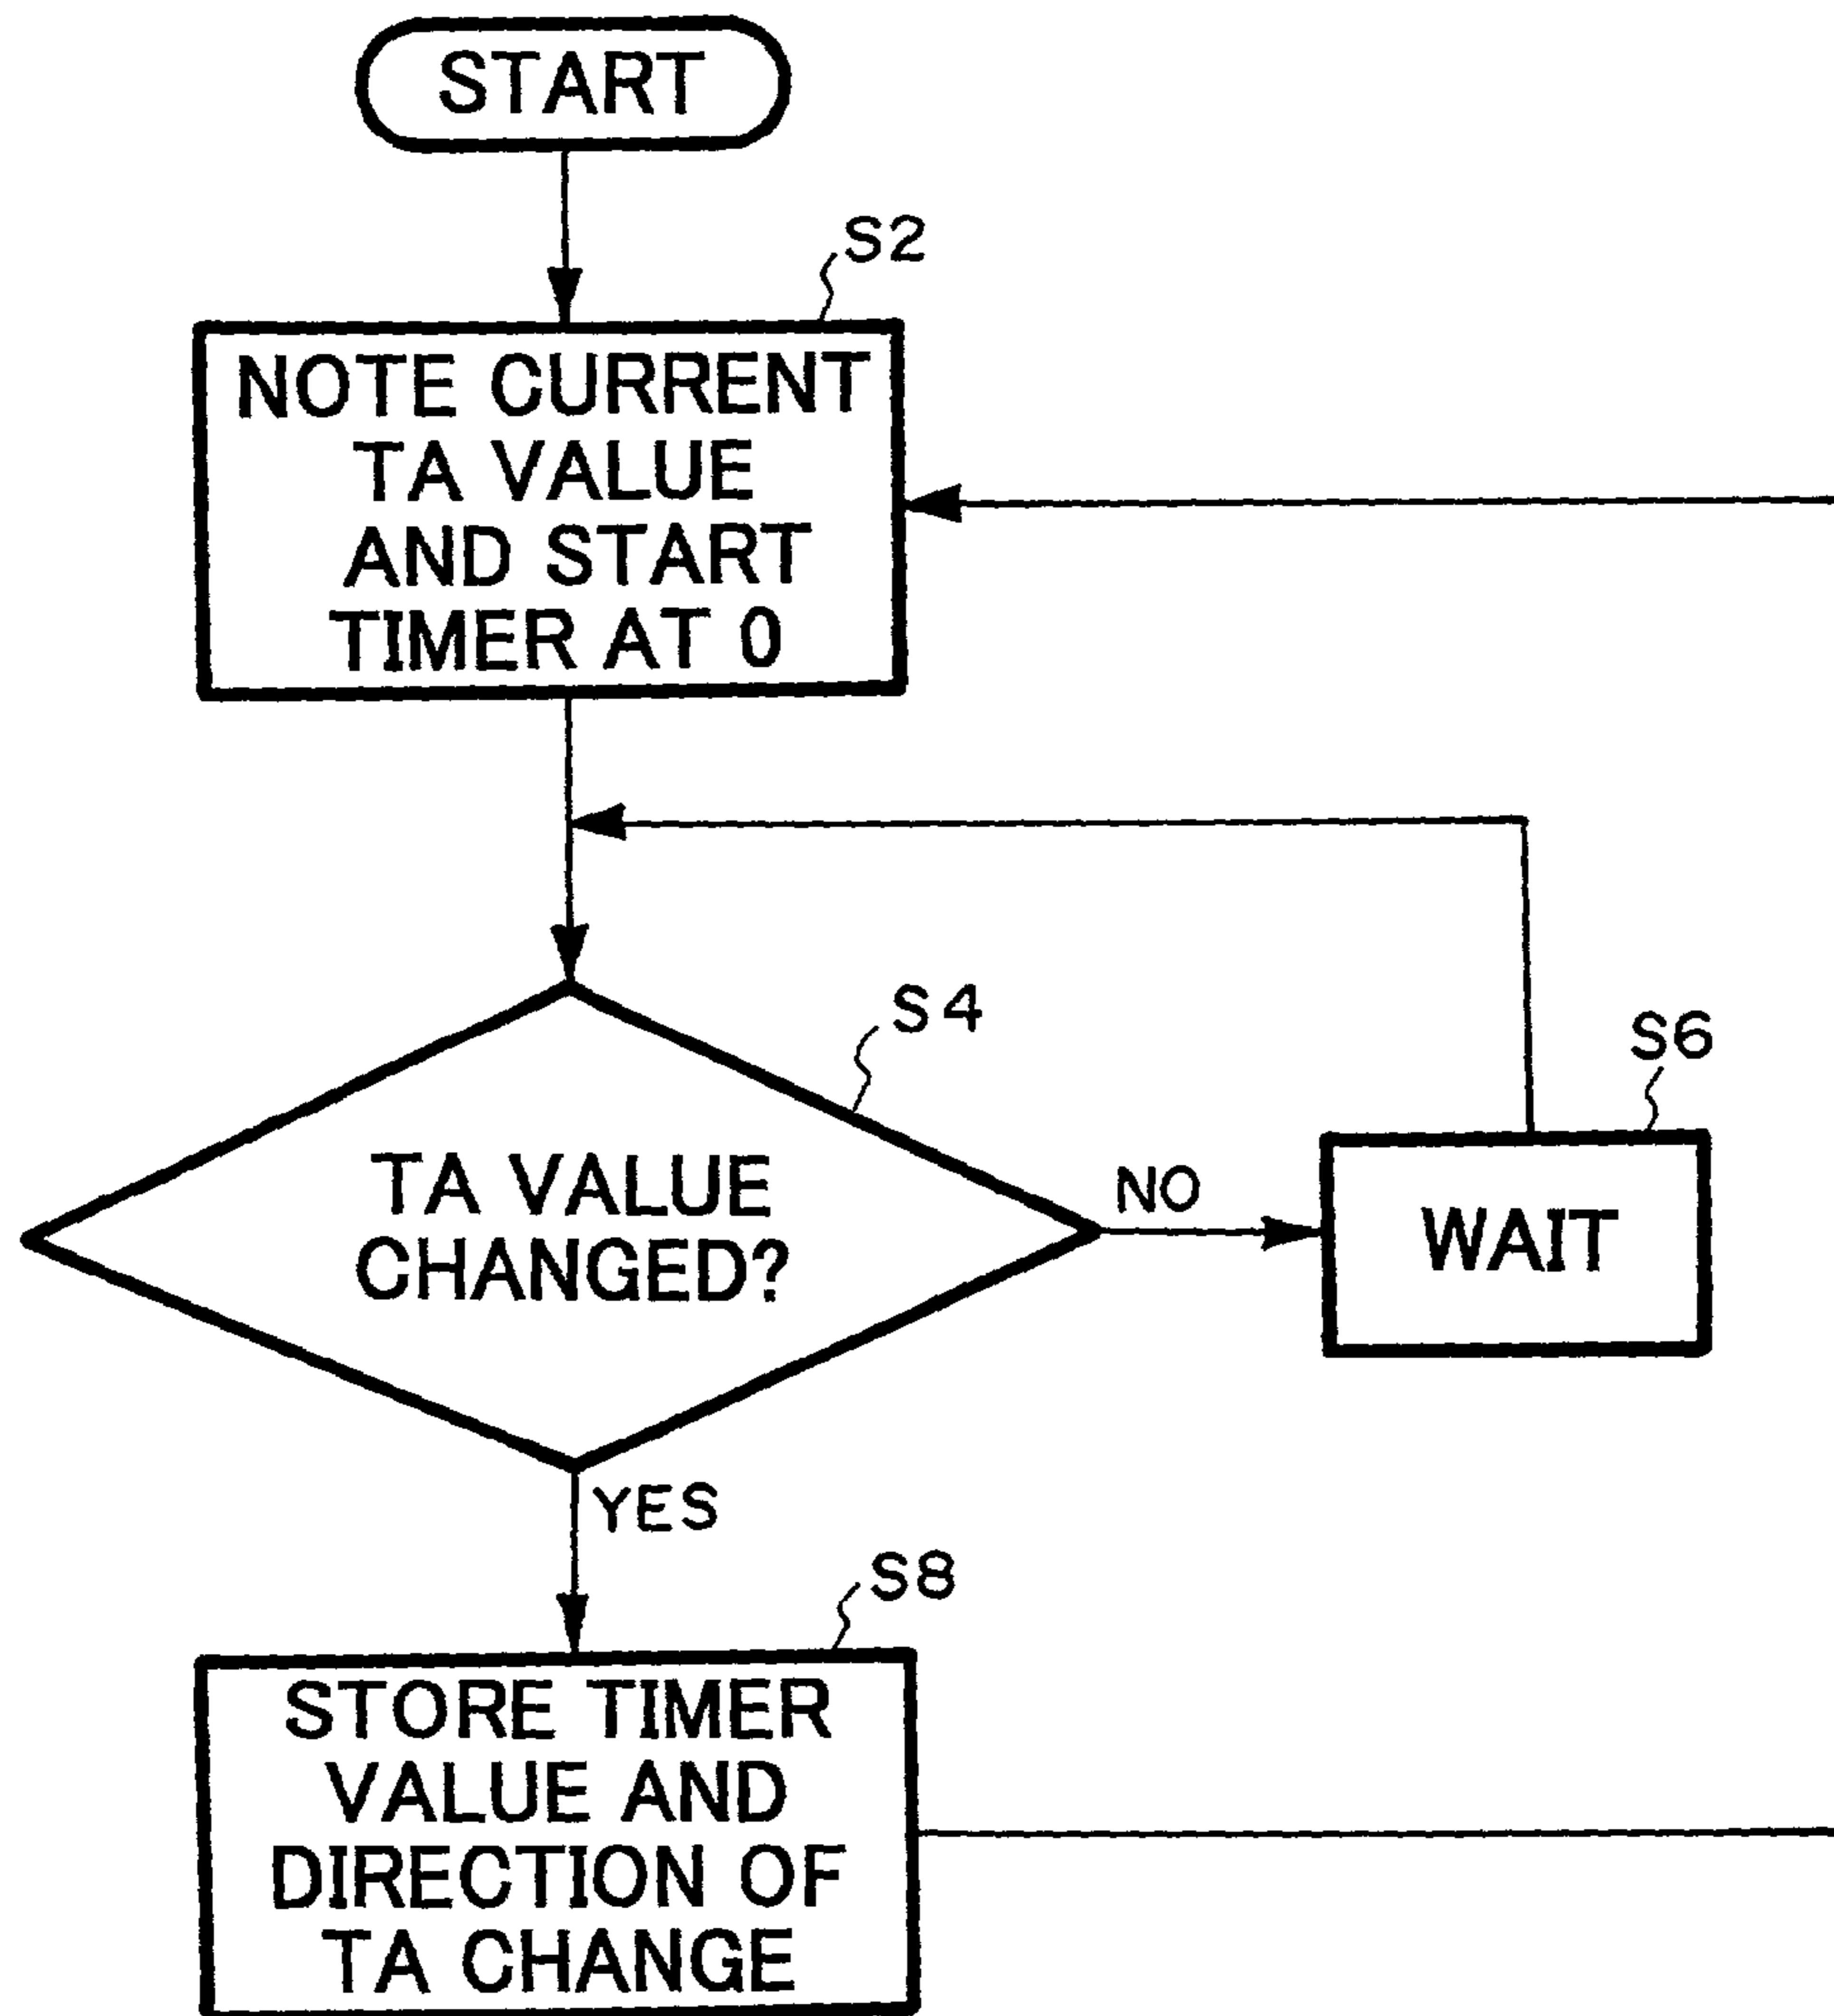 START
S2
NOTE CURRENT
TA VALUE
AND START
TIMER AT 0
S4
TA VALUE
CHANGED?
NO
S6
WAIT
YES
S8
STORE TIMER
VALUE AND
DIRECTION OF
TA CHANGE